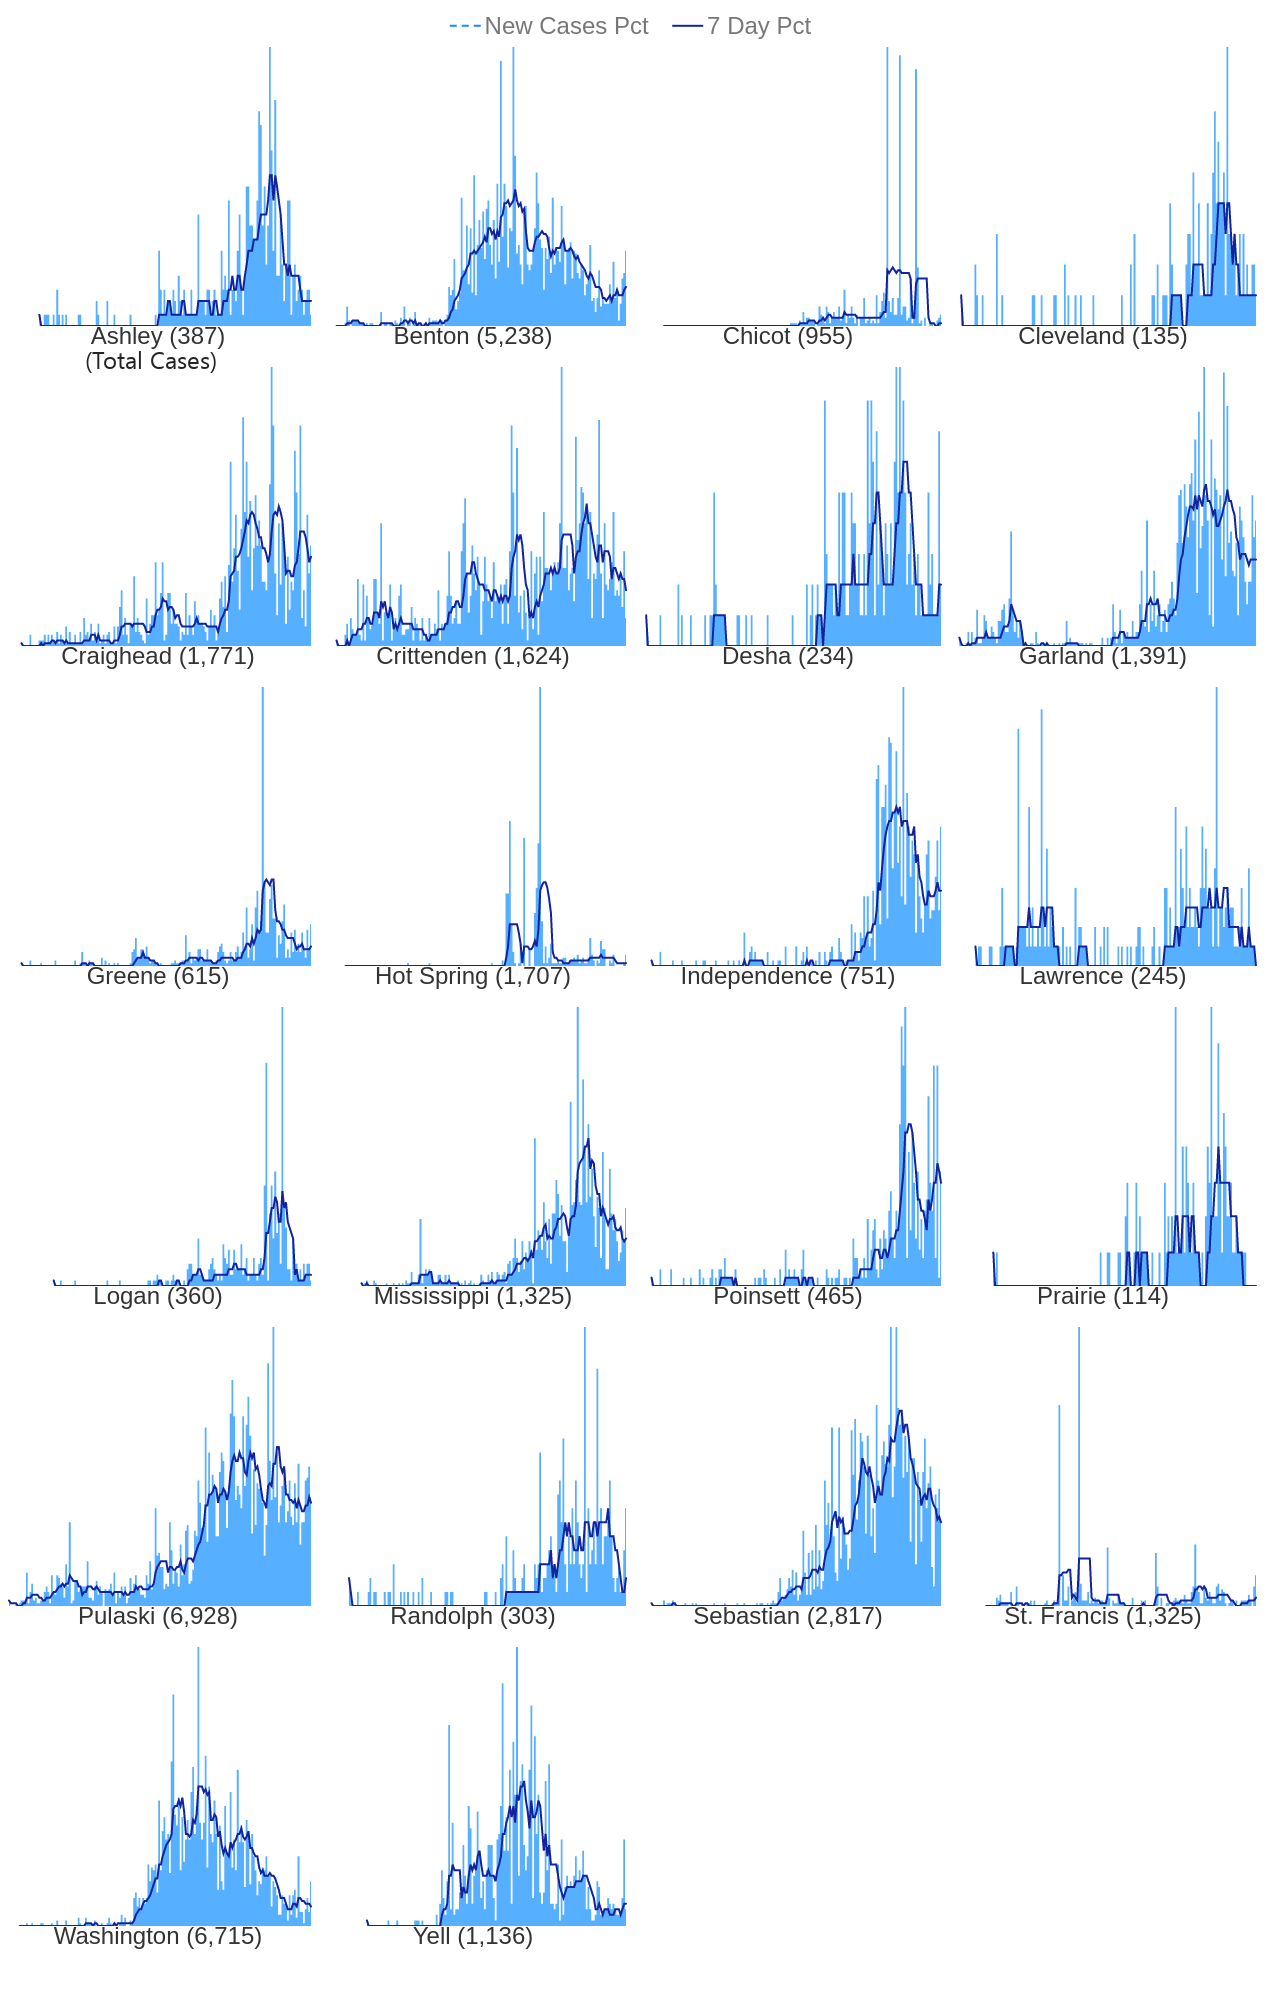 New Cases Pct 7 Day Pct
Ashley (387) Benton (5,238) Chicot (955) Cleveland (135)
(Total Cases)
Craighead (1,771) Crittenden (1,624) Desha (234) Garland (1,391)
Greene (615) Hot Spring (1,707) Independence (751) Lawrence (245)
Logan (360) Mississippi (1,325) Poinsett (465) Prairie (114)
Pulaski (6,928) Randolph (303) Sebastian (2,817) St. Francis (1,325)
Washington (6,715) Yell (1,136)